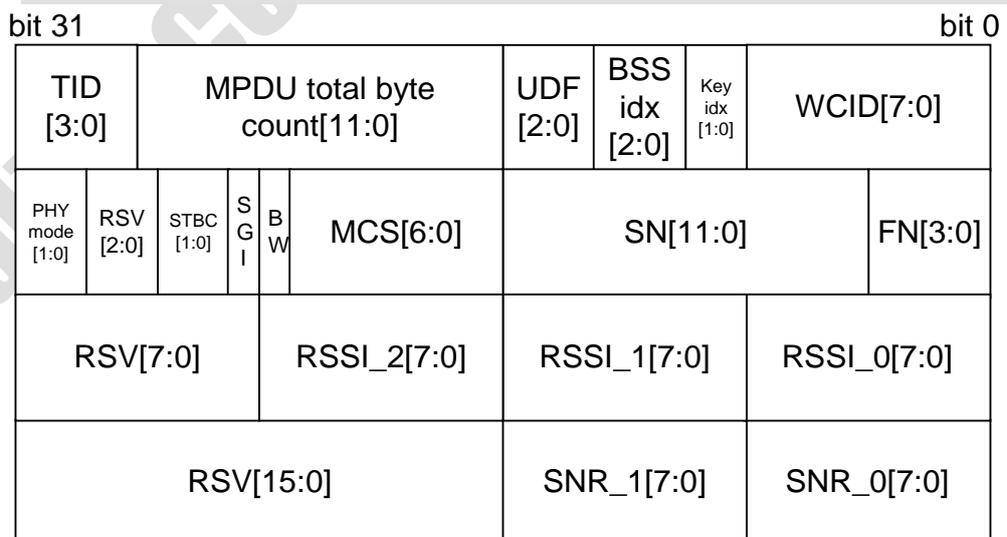 bit 31 bit 0
TID
[3:0]
MPDU total byte
count[11:0]
UDF
[2:0]
BSS
idx
[2:0]
Key
idx
[1:0]
WCID[7:0]
PHY
mode
[1:0]
RSV
[2:0]
STBC
[1:0]
S
G
I
B
W
MCS[6:0]
SN[11:0]
FN[3:0]
RSV[7:0]
RSSI_2[7:0]
RSSI_1[7:0]
RSSI_0[7:0]
RSV[15:0]
SNR_1[7:0]
SNR_0[7:0]